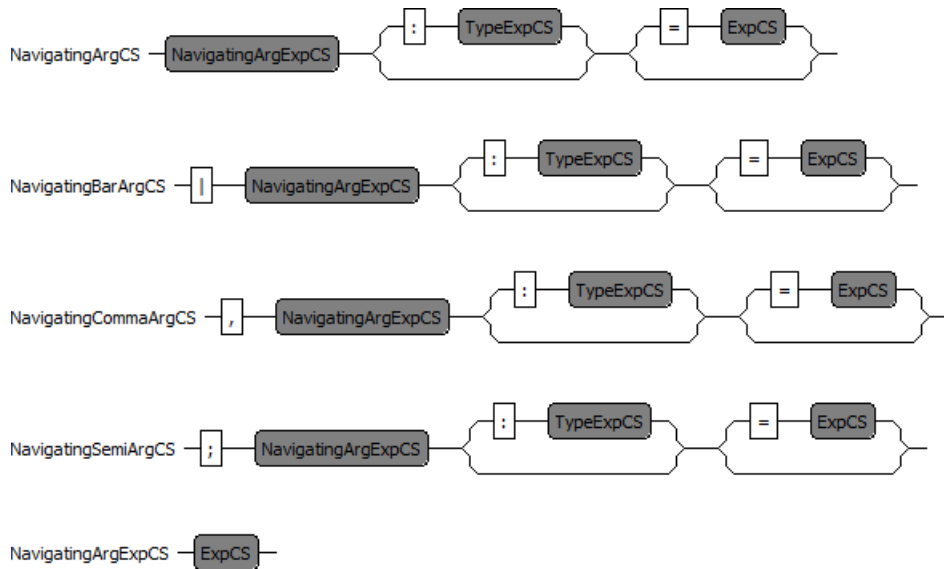 NavigatingArgCS NavigatingArgExpCS : TypeExpCS = ExpCS
NavigatingBarArgCS | NavigatingArgExpCS : TypeExpCS = ExpCS
NavigatingCommaArgCS , NavigatingArgExpCS : TypeExpCS = ExpCS
NavigatingSemiArgCS ; NavigatingArgExpCS : TypeExpCS = ExpCS
NavigatingArgExpCS ExpCS